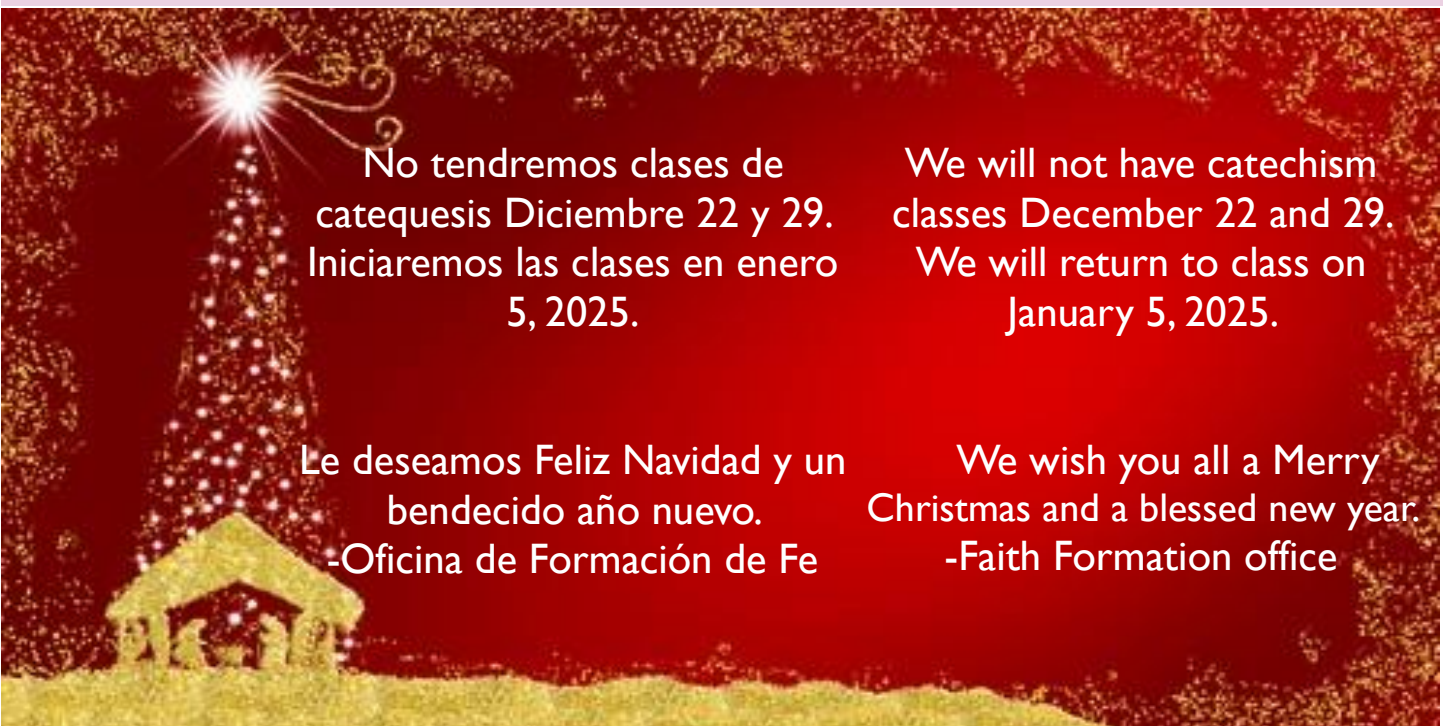 No tendremos clases de
catequesis Diciembre 22 y 29.
Iniciaremos las clases en enero
5, 2025.
Le deseamos Feliz Navidad y un
bendecido año nuevo.
-Oficina de Formación de Fe
We will not have catechism
classes December 22 and 29.
We will return to class on
January 5, 2025.
We wish you all a Merry
Christmas and a blessed new year.
-Faith Formation office